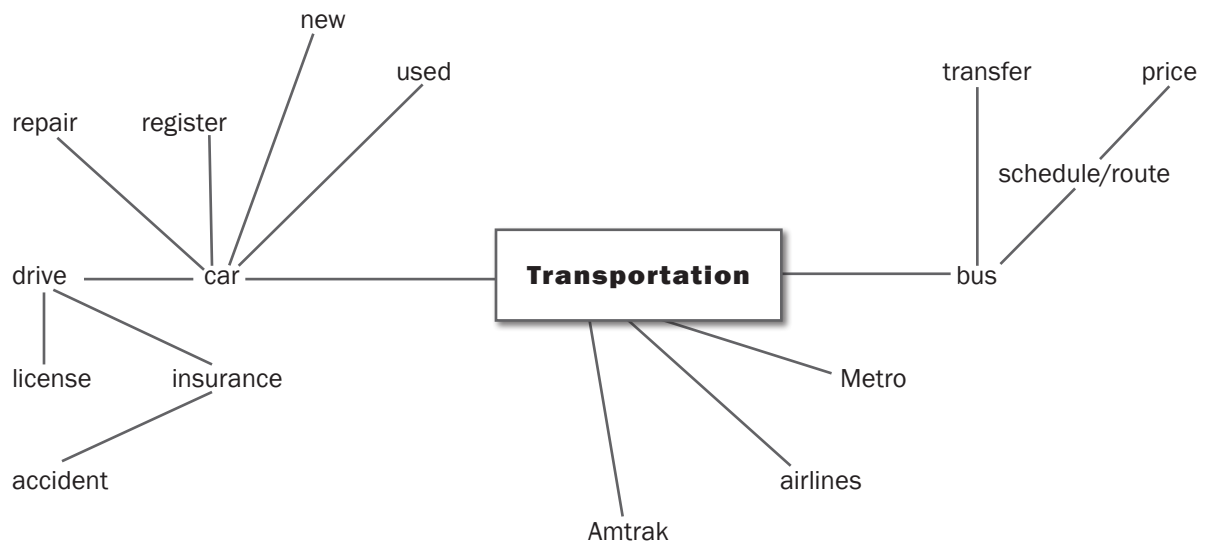 new
used
transfer
price
repair
register
schedule/route
drive
car
Transportation
bus
license
insurance
Metro
accident
airlines
Amtrak